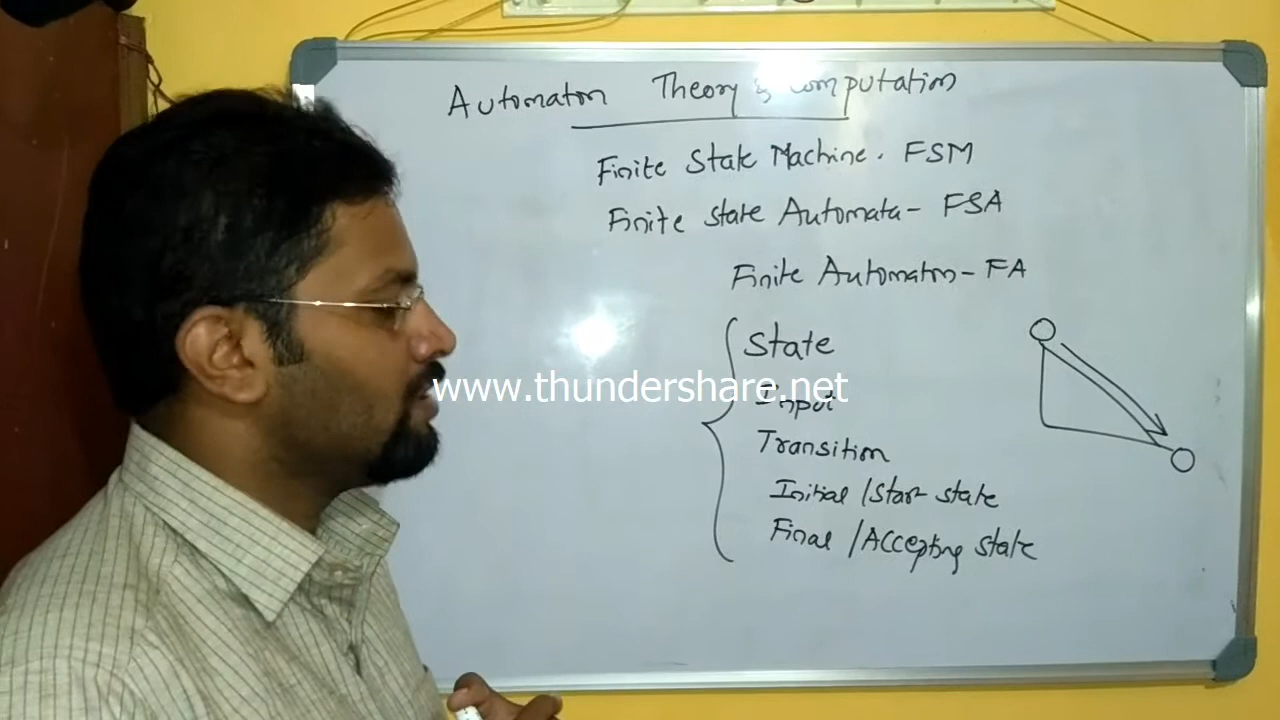 Automaton Theory & computation
Finite State Machine. FSM
Finite state Automata - FSA
Finite Automaton - FA
State
www.thundershare.net
Input
Transition
Initial / Start state
Final / Accepting state